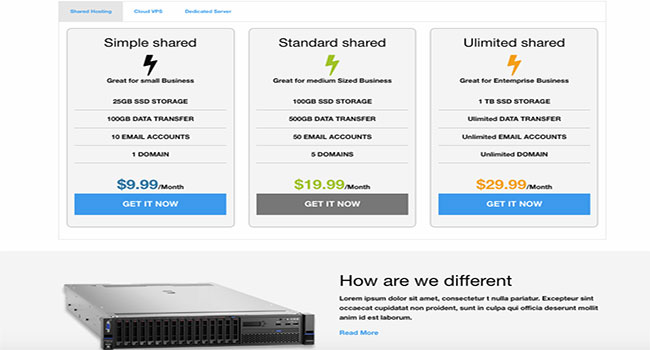 Shared Hosting Cloud VPS Dedicated Server
Simple shared
Great for small Business
25GB SSD STORAGE
100GB DATA TRANSFER
10 EMAIL ACCOUNTS
1 DOMAIN
$9.99/Month
GET IT NOW
Standard shared
Great for medium Sized Business
100GB SSD STORAGE
500GB DATA TRANSFER
50 EMAIL ACCOUNTS
5 DOMAINS
$19.99/Month
GET IT NOW
Ulimited shared
Great for Entemprise Business
1 TB SSD STORAGE
Ulimited DATA TRANSFER
Unlimited EMAIL ACCOUNTS
Unlimited DOMAIN
$29.99/Month
GET IT NOW
How are we different
Lorem ipsum dolor sit amet, consectetur t nulla pariatur. Excepteur sint
occaecat cupidatat non proident, sunt in culpa qui officia deserunt mollit
anim id est laborum.
Read More